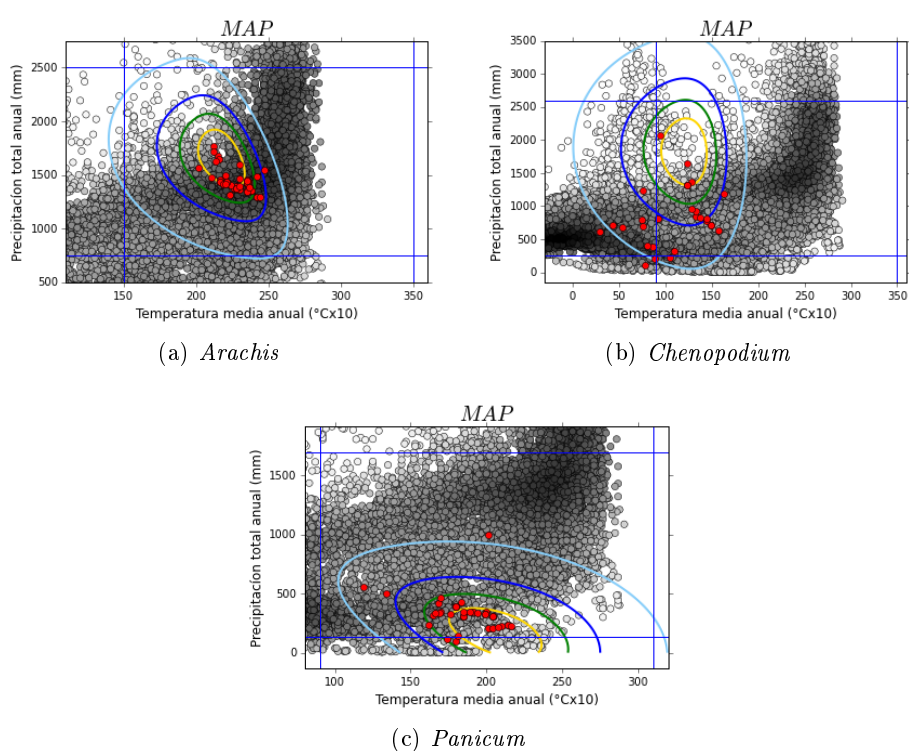 MAP
Precipitacíon total anual (mm)
2500
2000
1500
1000
500
150 200 250 300 350
Temperatura media anual (°Cx10)
(a) Arachis
MAP
Precipitacíon total anual (mm)
3500
3000
2500
2000
1500
1000
500
0
0 50 100 150 200 250 300 350
Temperatura media anual (°Cx10)
(b) Chenopodium
MAP
Precipitacíon total anual (mm)
1500
1000
500
0
100 150 200 250 300
Temperatura media anual (°Cx10)
(c) Panicum